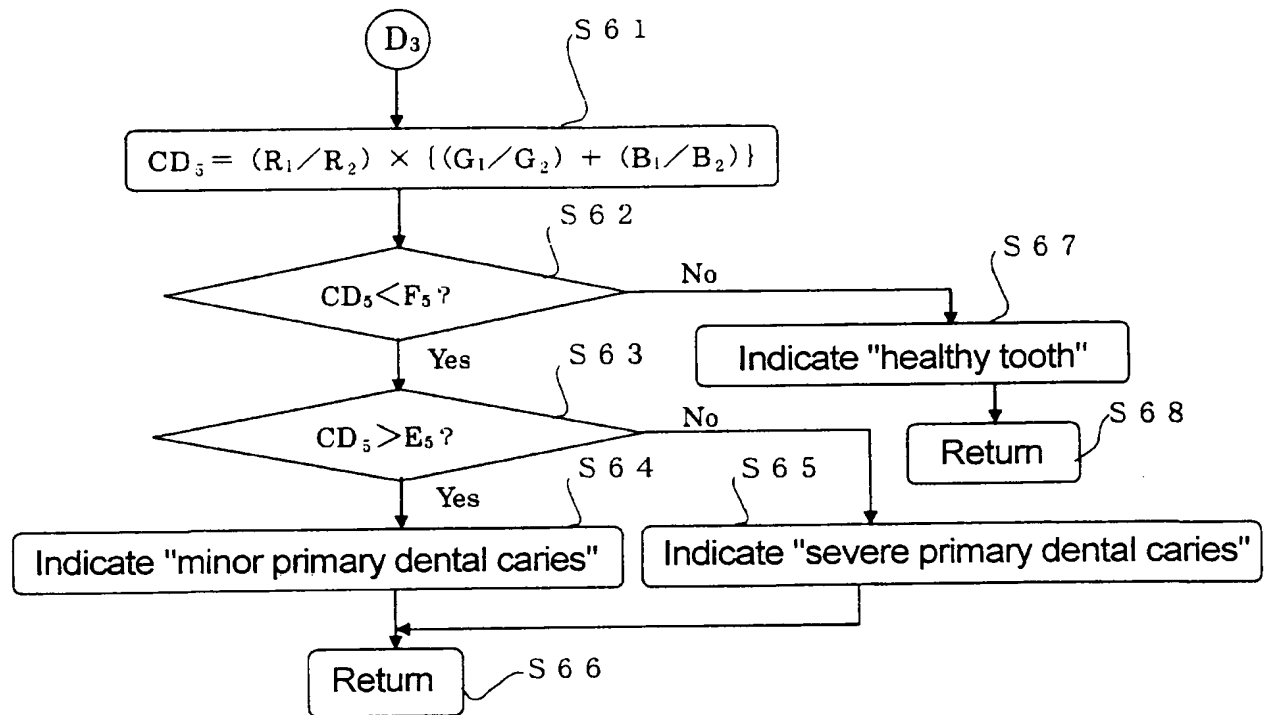 D₃
S 6 1
CD₅ = (R₁/R₂) × {(G₁/G₂) + (B₁/B₂)}
S 6 2
CD₅<F₅?
No
S 6 7
Indicate "healthy tooth"
Yes
S 6 3
CD₅>E₅?
No
S 6 8
Return
Yes
S 6 4
S 6 5
Indicate "minor primary dental caries"
Indicate "severe primary dental caries"
Return
S 6 6